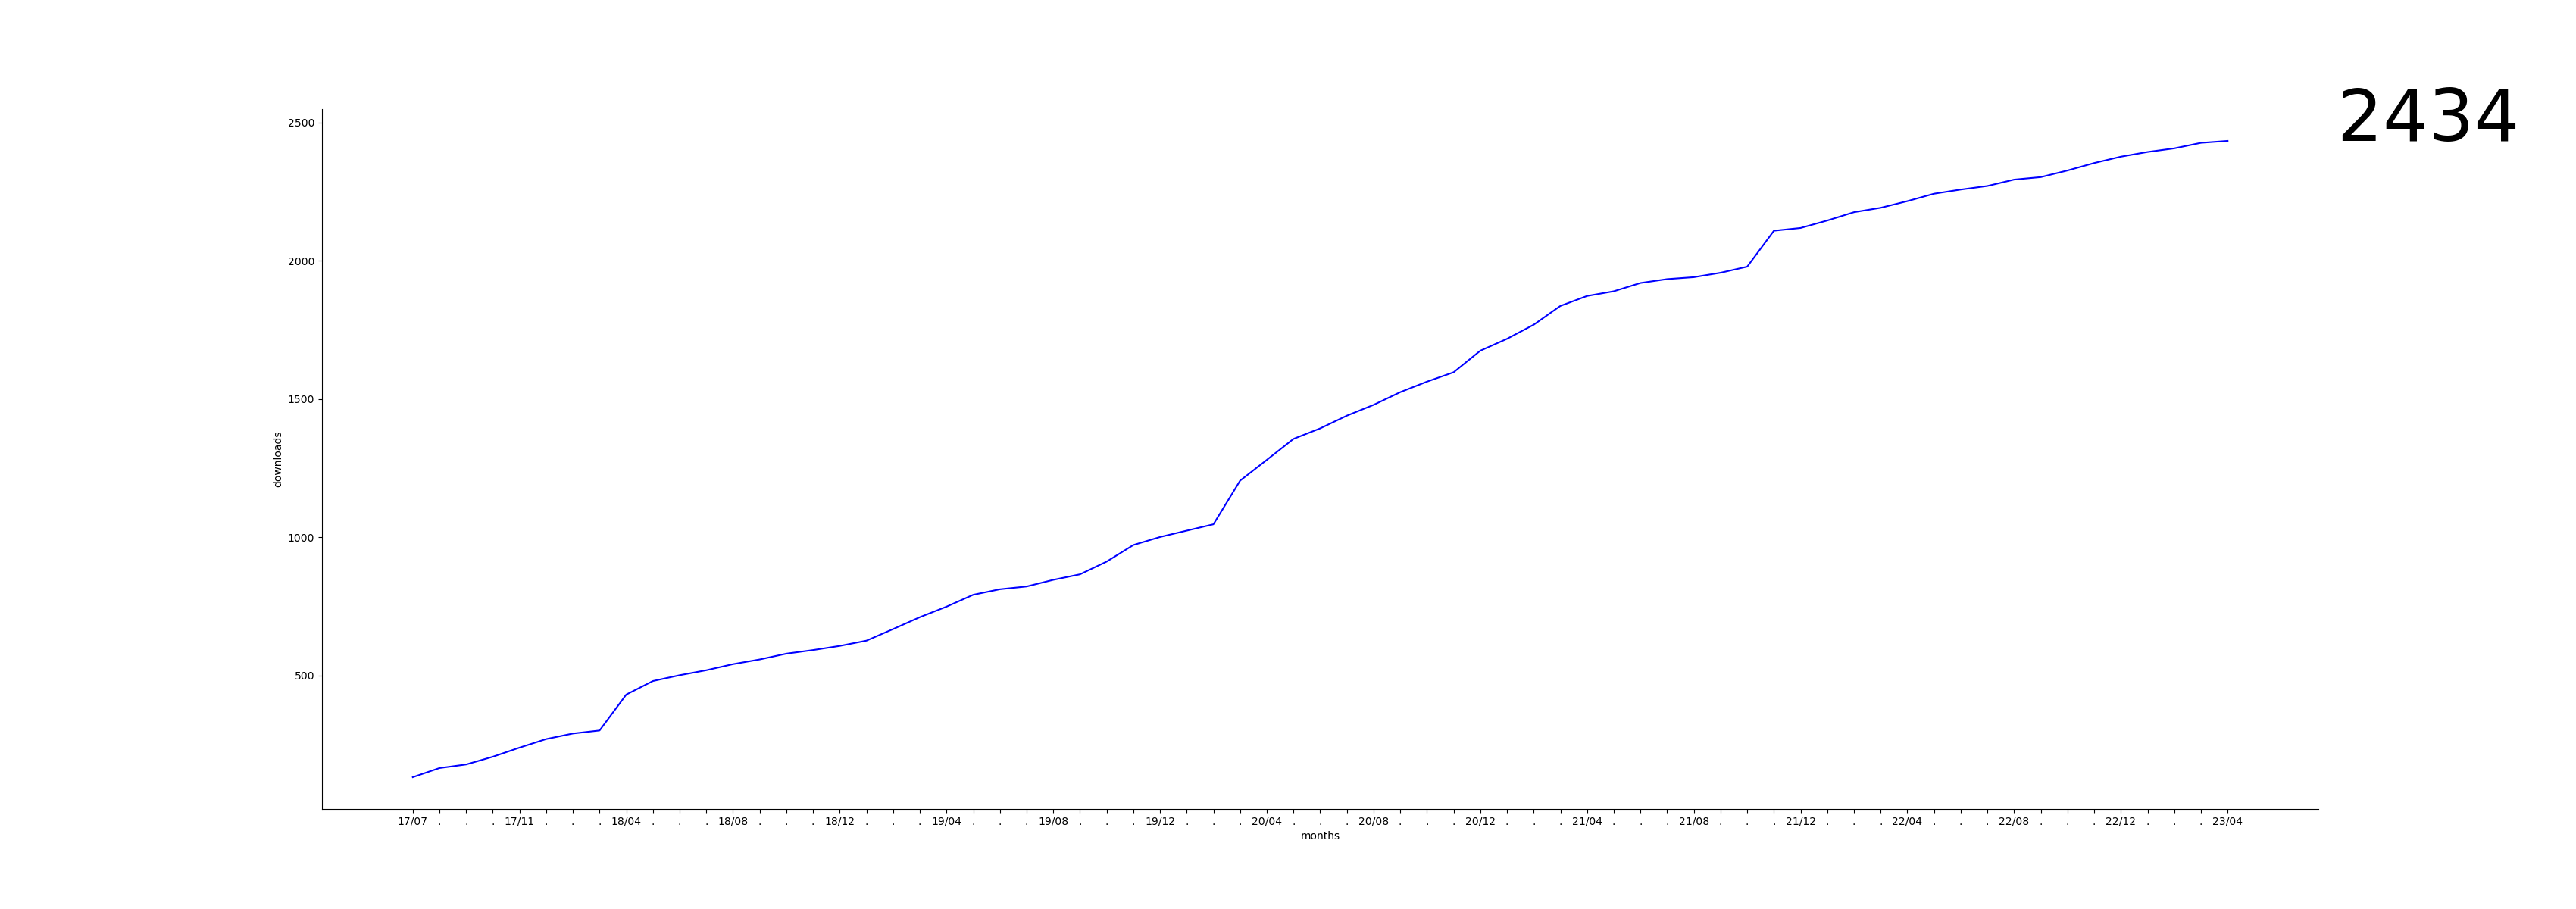 2434
2500
2000
1500
1000
500
downloads
17/07 . . . 17/11 . . . 18/04 . . . 18/08 . . . 18/12 . . . 19/04 . . . 19/08 . . . 19/12 . . . 20/04 . . . 20/08 . . . 20/12 . . . 21/04 . . . 21/08 . . . 21/12 . . . 22/04 . . . 22/08 . . . 22/12 . . . 23/04
months